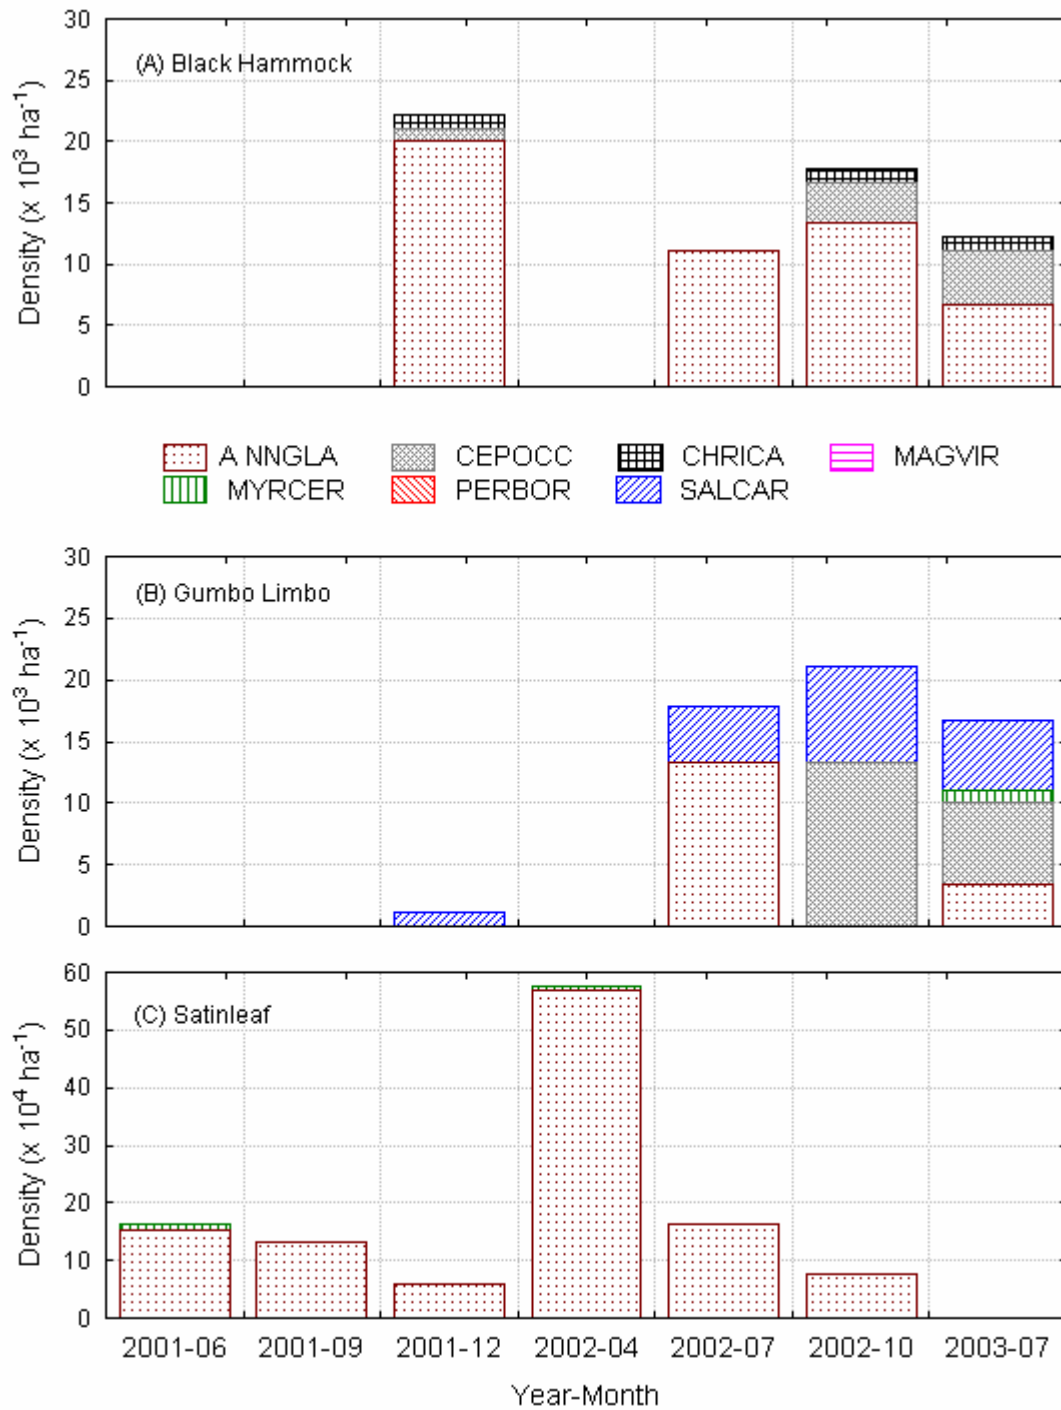 30
(A) Black Hammock
25
20
15
10
5
0
Density (x 10³ ha⁻¹)
A NNGLA CEPOCC CHRICA MAGVIR
MYRCER PERBOR SALCAR
30
(B) Gumbo Limbo
25
20
15
10
5
0
Density (x 10³ ha⁻¹)
60
(C) Satinleaf
50
40
30
20
10
0
Density (x 10⁴ ha⁻¹)
2001-06 2001-09 2001-12 2002-04 2002-07 2002-10 2003-07
Year-Month